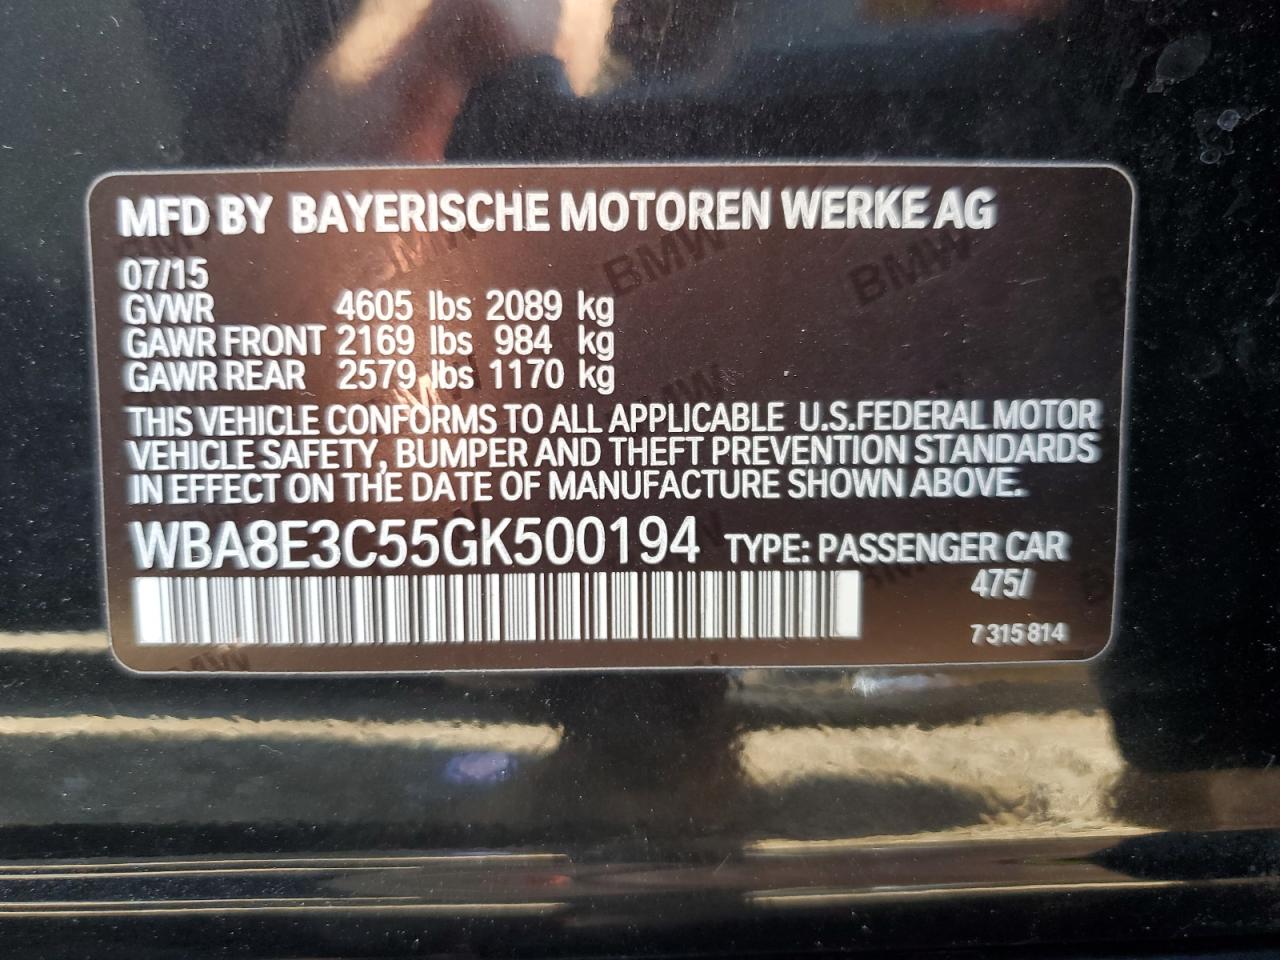 MFD BY BAYERISCHE MOTOREN WERKE AG
07/15
GVWR 4605 lbs 2089 kg
GAWR FRONT 2169 lbs 984 kg
GAWR REAR 2579 lbs 1170 kg
THIS VEHICLE CONFORMS TO ALL APPLICABLE U.S.FEDERAL MOTOR
VEHICLE SAFETY, BUMPER AND THEFT PREVENTION STANDARDS
IN EFFECT ON THE DATE OF MANUFACTURE SHOWN ABOVE.
WBA8E3C55GK500194 TYPE: PASSENGER CAR
475/
7 315 814